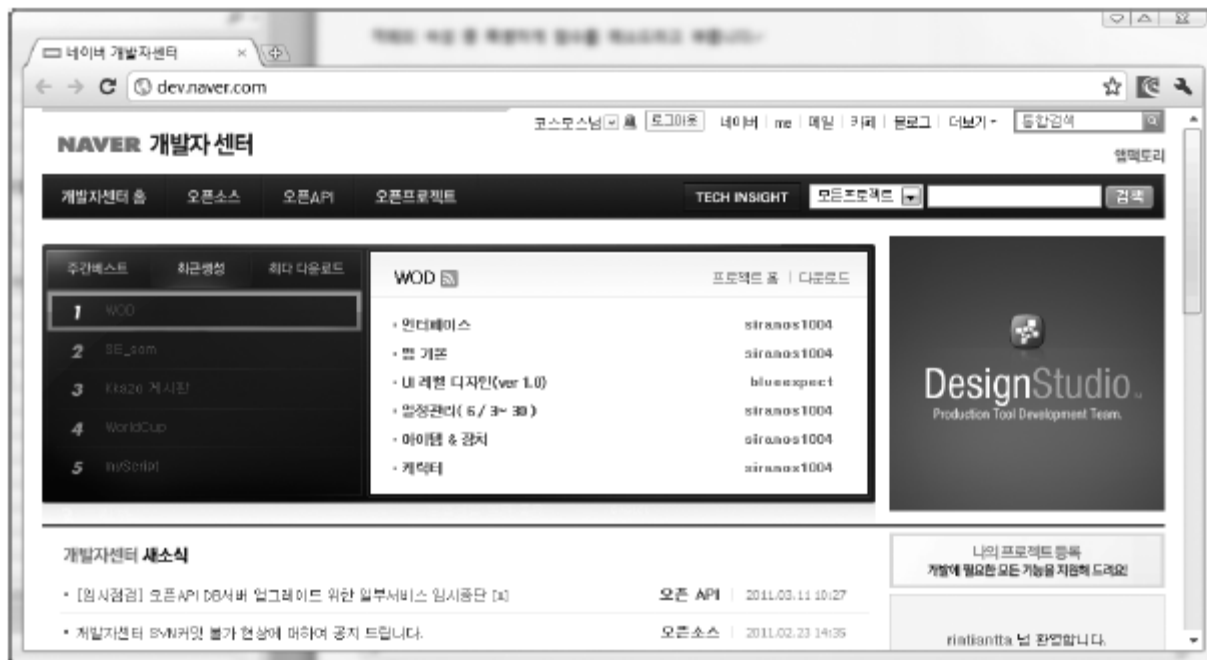 네이버 개발자센터
dev.naver.com
코스모스님 로그아웃 네이버 me 메일 카페 블로그 더보기 통합검색
NAVER 개발자 센터
앱팩토리
개발자센터 홈 오픈소스 오픈API 오픈프로젝트 TECH INSIGHT 모든프로젝트 검색
주간베스트 최근생성 최다 다운로드
WOD 프로젝트 홈 다운로드
1 WOD
2 SE_som
3 게시판
4 WorldCup
5 myScript
인터페이스 siranos1004
맵 기본 siranos1004
UI 레벨 디자인(ver 1.0) blueexpect
일정관리( 6 / 3~ 30 ) siranos1004
아이템 & 장치 siranos1004
캐릭터 siranos1004
DesignStudio
Production Tool Development Team.
개발자센터 새소식
[임시점검] 오픈API DB서버 업그레이드 위한 일부서비스 임시중단 오픈 API 2011.03.11 10:27
개발자센터 SVN커밋 불가 현상에 대하여 공지 드립니다. 오픈소스 2011.02.23 14:35
나의 프로젝트 등록
개발에 필요한 모든 기능을 지원해 드려요!
rintiantta 님 환영합니다.